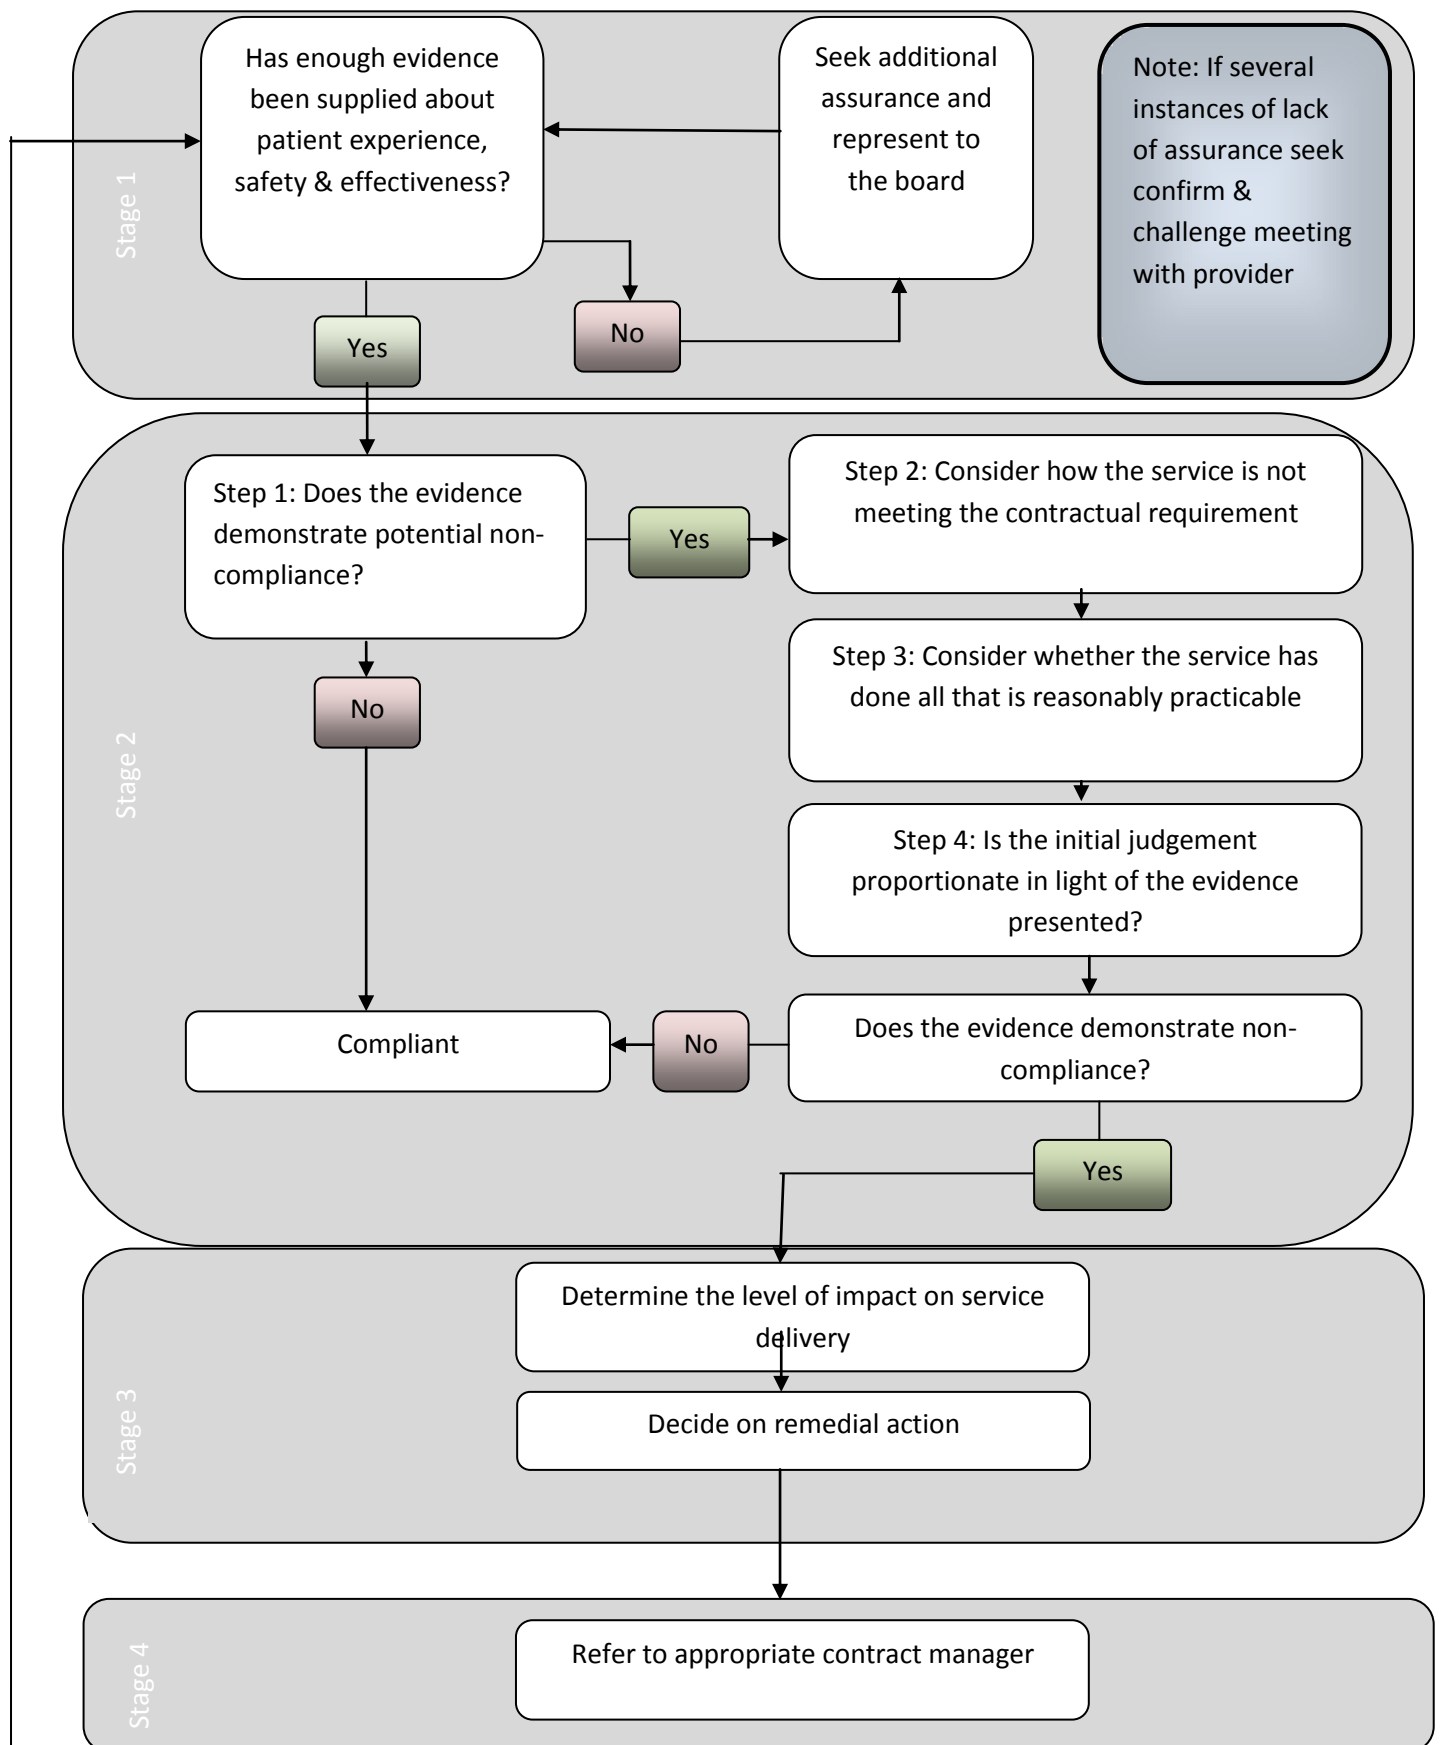 Stage 1
Has enough evidence
been supplied about
patient experience,
safety & effectiveness?
Seek additional
assurance and
represent to
the board
Note: If several
instances of lack
of assurance seek
confirm &
challenge meeting
with provider
Yes
No
Stage 2
Step 1: Does the evidence
demonstrate potential non-
compliance?
Yes
Step 2: Consider how the service is not
meeting the contractual requirement
No
Step 3: Consider whether the service has
done all that is reasonably practicable
Step 4: Is the initial judgement
proportionate in light of the evidence
presented?
Compliant
No
Does the evidence demonstrate non-
compliance?
Yes
Stage 3
Determine the level of impact on service
delivery
Decide on remedial action
Stage 4
Refer to appropriate contract manager